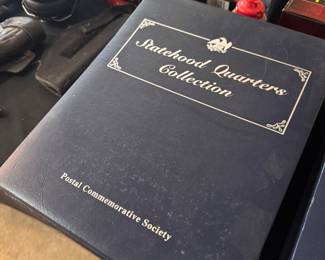 Statehood Quarters
Collection
Postal Commemorative Society